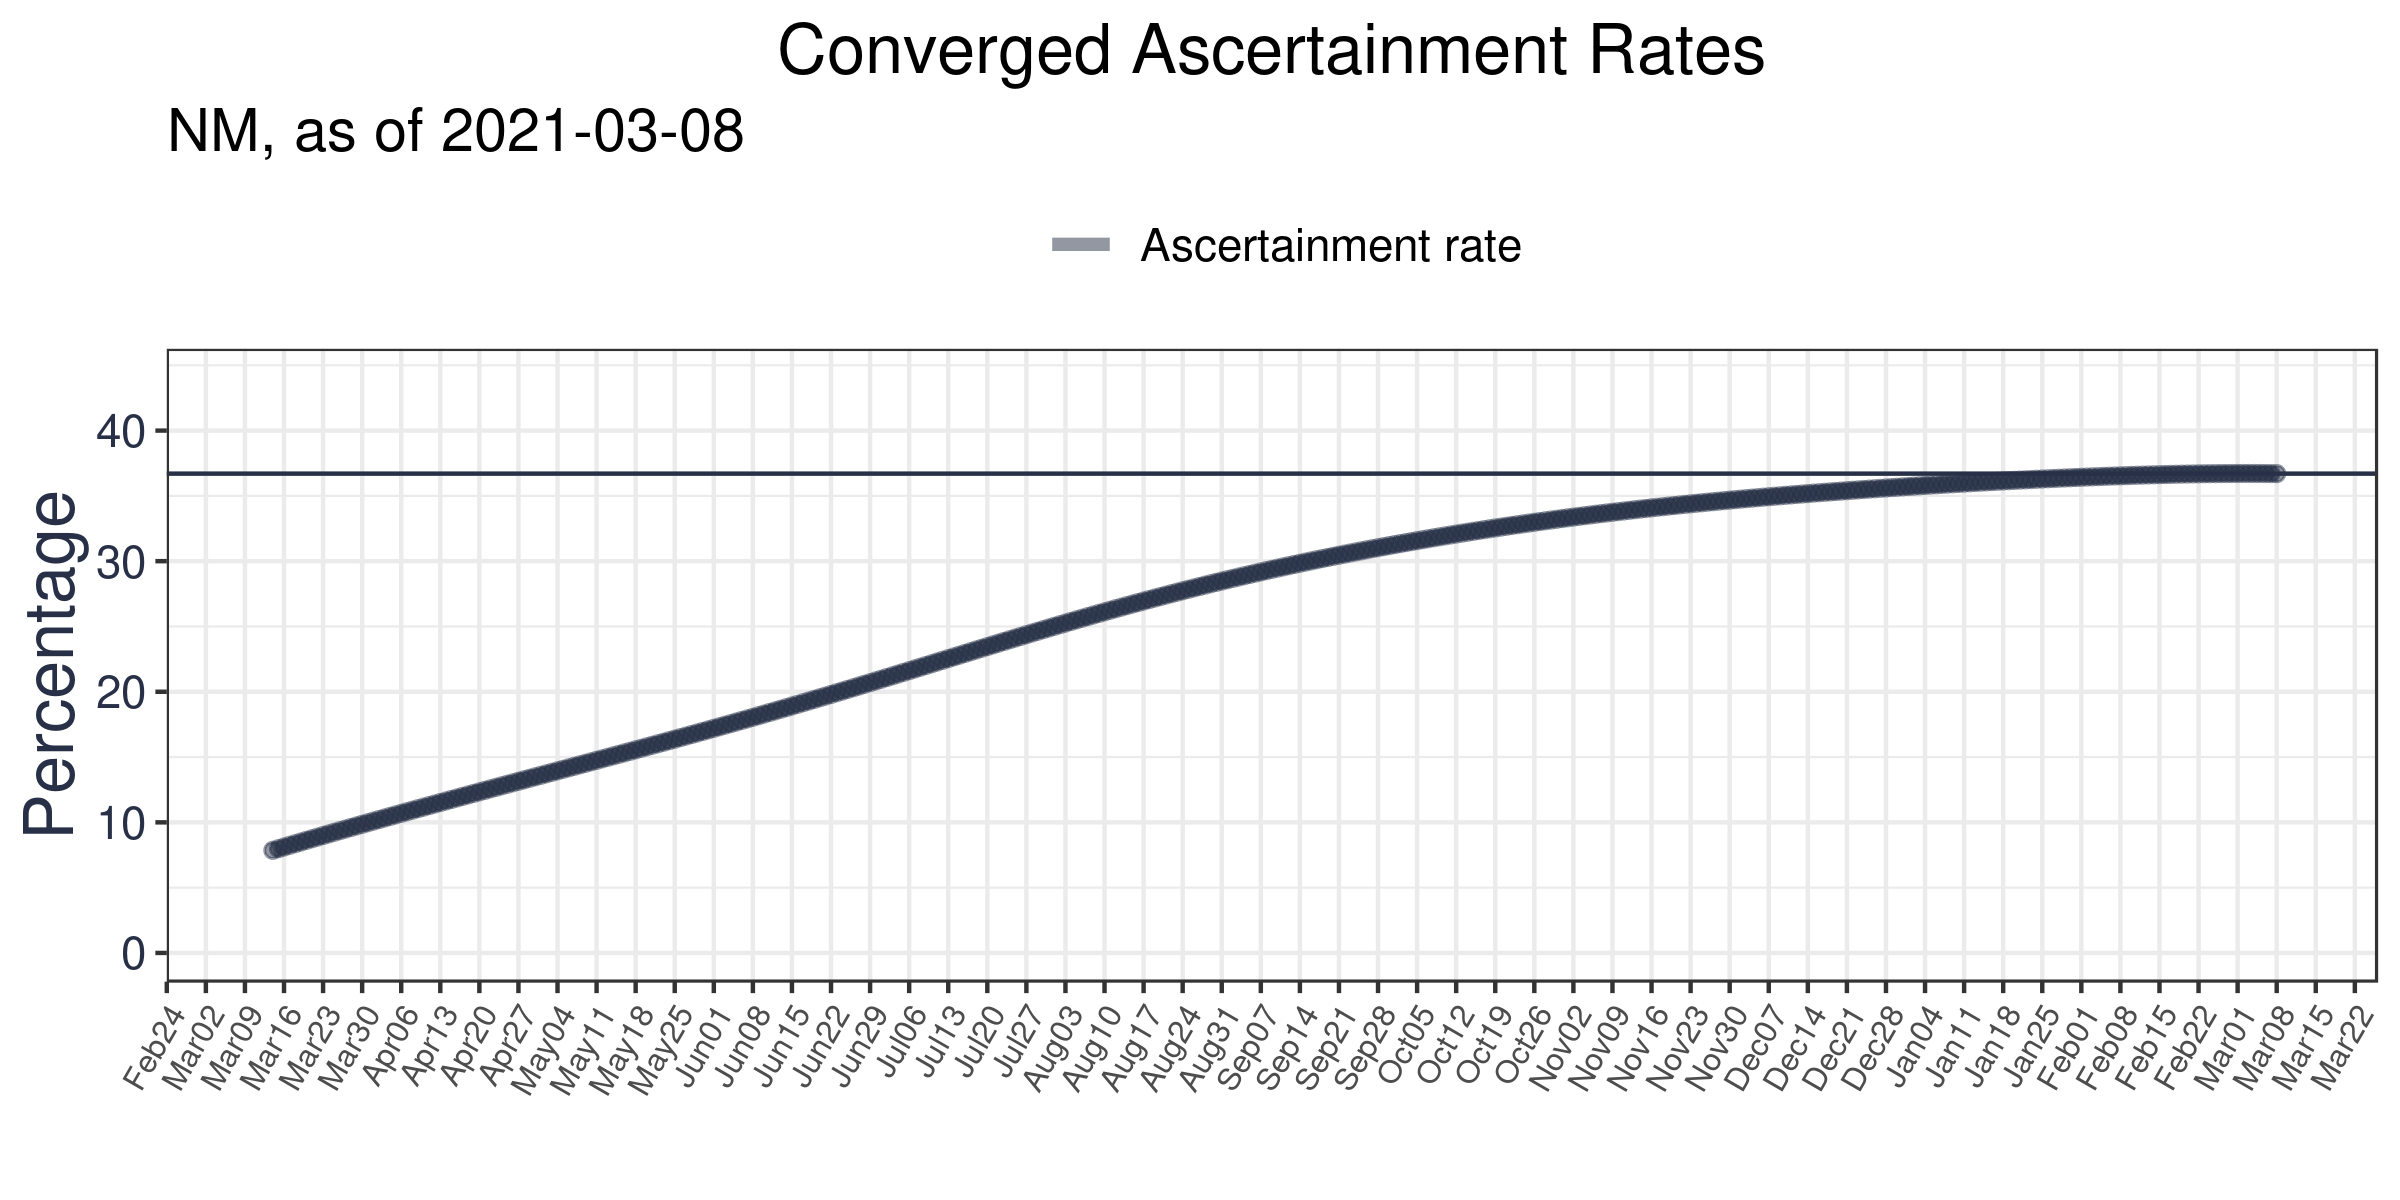 Converged Ascertainment Rates
NM, as of 2021-03-08
Ascertainment rate
Percentage
40
30
20
10
0
Feb24 Mar02 Mar09 Mar16 Mar23 Mar30 Apr06 Apr13 Apr20 Apr27 May04 May11 May18 May25 Jun01 Jun08 Jun15 Jun22 Jun29 Jul06 Jul13 Jul20 Jul27 Aug03 Aug10 Aug17 Aug24 Aug31 Sep07 Sep14 Sep21 Sep28 Oct05 Oct12 Oct19 Oct26 Nov02 Nov09 Nov16 Nov23 Nov30 Dec07 Dec14 Dec21 Dec28 Jan04 Jan11 Jan18 Jan25 Feb01 Feb08 Feb15 Feb22 Mar01 Mar08 Mar15 Mar22